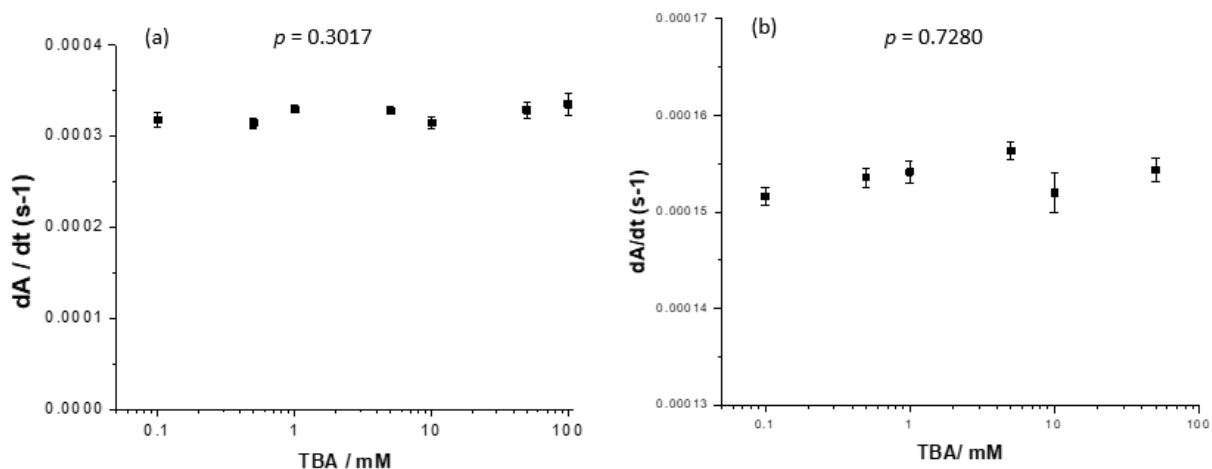 (a)
p = 0.3017
0.0004
0.0003
0.0002
0.0001
0.0000
dA / dt (s-1)
0.1
1
10
100
TBA / mM
(b)
p = 0.7280
0.00017
0.00016
0.00015
0.00014
0.00013
dA/dt (s-1)
0.1
1
10
100
TBA/ mM